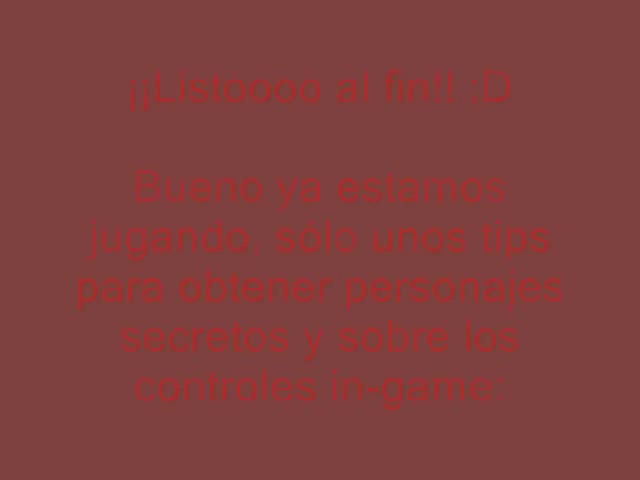 ¡¡Listoooo al fin!! :D
Bueno ya estamos
jugando, sólo unos tips
para obtener personajes
secretos y sobre los
controles in-game: